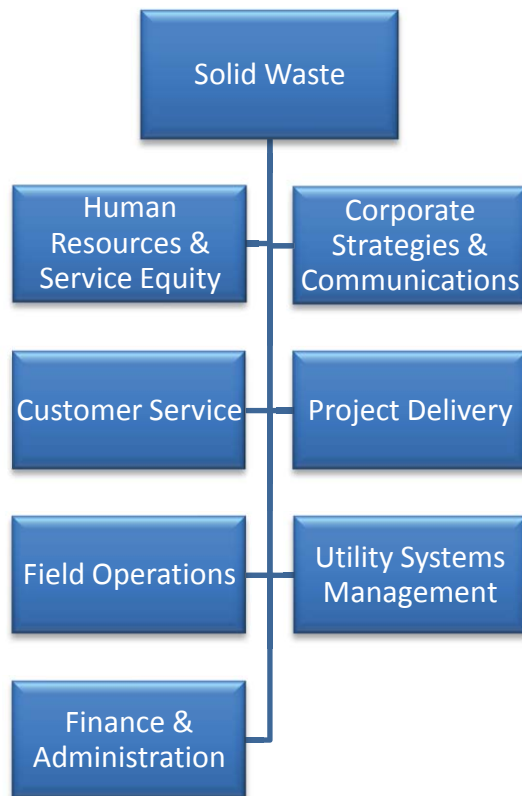 Solid Waste
Human
Resources &
Service Equity
Corporate
Strategies &
Communications
Customer Service
Project Delivery
Field Operations
Utility Systems
Management
Finance &
Administration